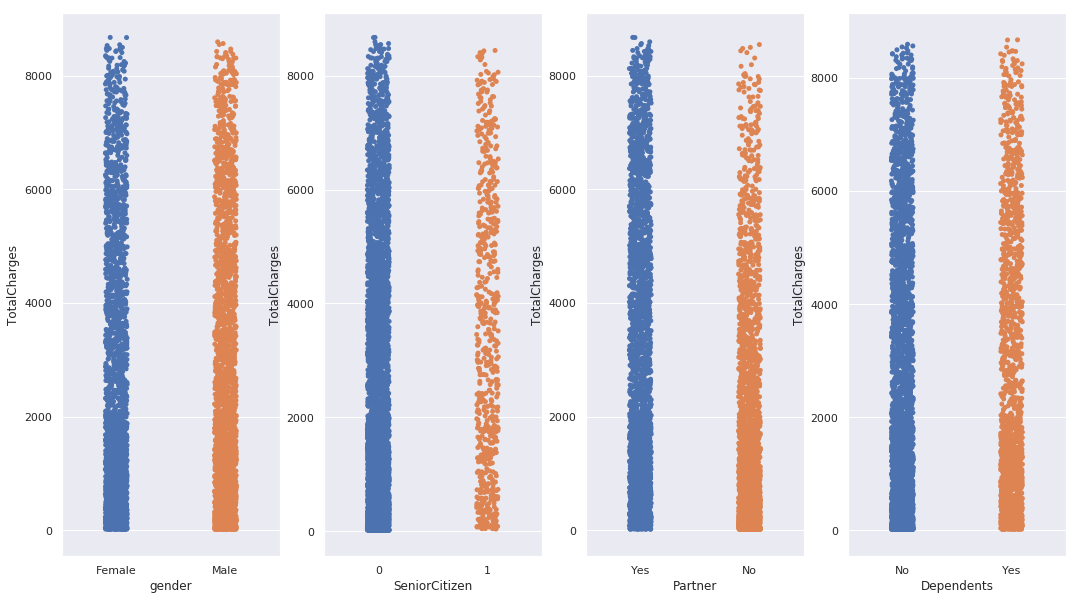 TotalCharges
8000
6000
4000
2000
0
Female Male
gender
TotalCharges
8000
6000
4000
2000
0
0 1
SeniorCitizen
TotalCharges
8000
6000
4000
2000
0
Yes No
Partner
TotalCharges
8000
6000
4000
2000
0
No Yes
Dependents